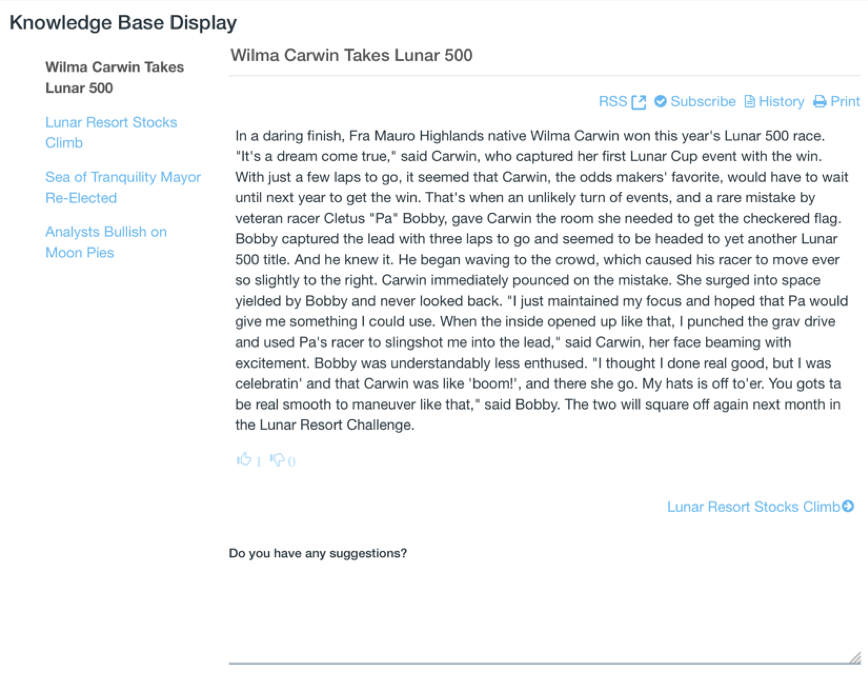 Knowledge Base Display
Wilma Carwin Takes
Lunar 500
Lunar Resort Stocks
Climb
Sea of Tranquility Mayor
Re-Elected
Analysts Bullish on
Moon Pies
Wilma Carwin Takes Lunar 500
RSS Subscribe History Print
In a daring finish, Fra Mauro Highlands native Wilma Carwin won this year's Lunar 500 race.
"It's a dream come true," said Carwin, who captured her first Lunar Cup event with the win.
With just a few laps to go, it seemed that Carwin, the odds makers' favorite, would have to wait
until next year to get the win. That's when an unlikely turn of events, and a rare mistake by
veteran racer Cletus "Pa" Bobby, gave Carwin the room she needed to get the checkered flag.
Bobby captured the lead with three laps to go and seemed to be headed to yet another Lunar
500 title. And he knew it. He began waving to the crowd, which caused his racer to move ever
so slightly to the right. Carwin immediately pounced on the mistake. She surged into space
yielded by Bobby and never looked back. "I just maintained my focus and hoped that Pa would
give me something I could use. When the inside opened up like that, I punched the grav drive
and used Pa's racer to slingshot me into the lead," said Carwin, her face beaming with
excitement. Bobby was understandably less enthused. "I thought I done real good, but I was
celebratin' and that Carwin was like 'boom!', and there she go. My hats is off to'er. You gots ta
be real smooth to maneuver like that," said Bobby. The two will square off again next month in
the Lunar Resort Challenge.
1 0
Lunar Resort Stocks Climb
Do you have any suggestions?